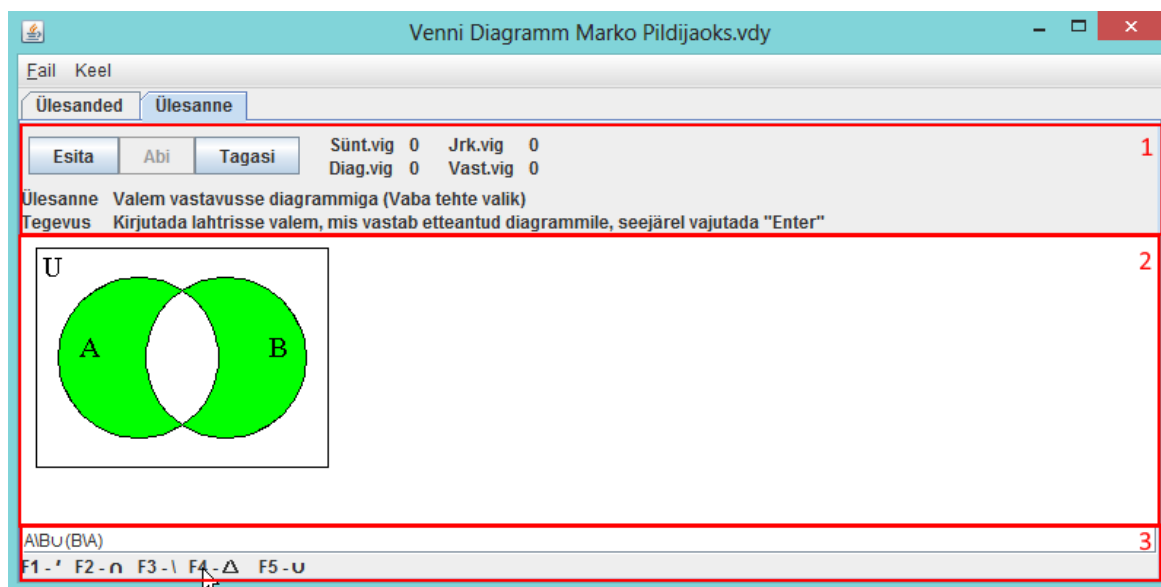 Venni Diagramm Marko Pildijaoks.vdy
Fail Keel
Ülesanded Ülesanne
1
Esita Abi Tagasi Sünt.vig 0 Jrk.vig 0
Diag.vig 0 Vast.vig 0
Ülesanne Valem vastavusse diagrammiga (Vaba tehte valik)
Tegevus Kirjutada lahtrisse valem, mis vastab etteantud diagrammile, seejärel vajutada "Enter"
2
U
A B
A\B∪(B\A)
3
F1 - ' F2 - ∩ F3 - \ F4 - Δ F5 - ∪